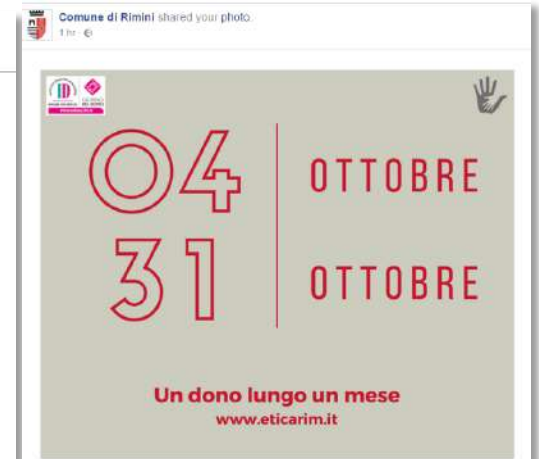 Comune di Rimini shared your photo.
1 hr
04 OTTOBRE
31 OTTOBRE
Un dono lungo un mese
www.eticarim.it